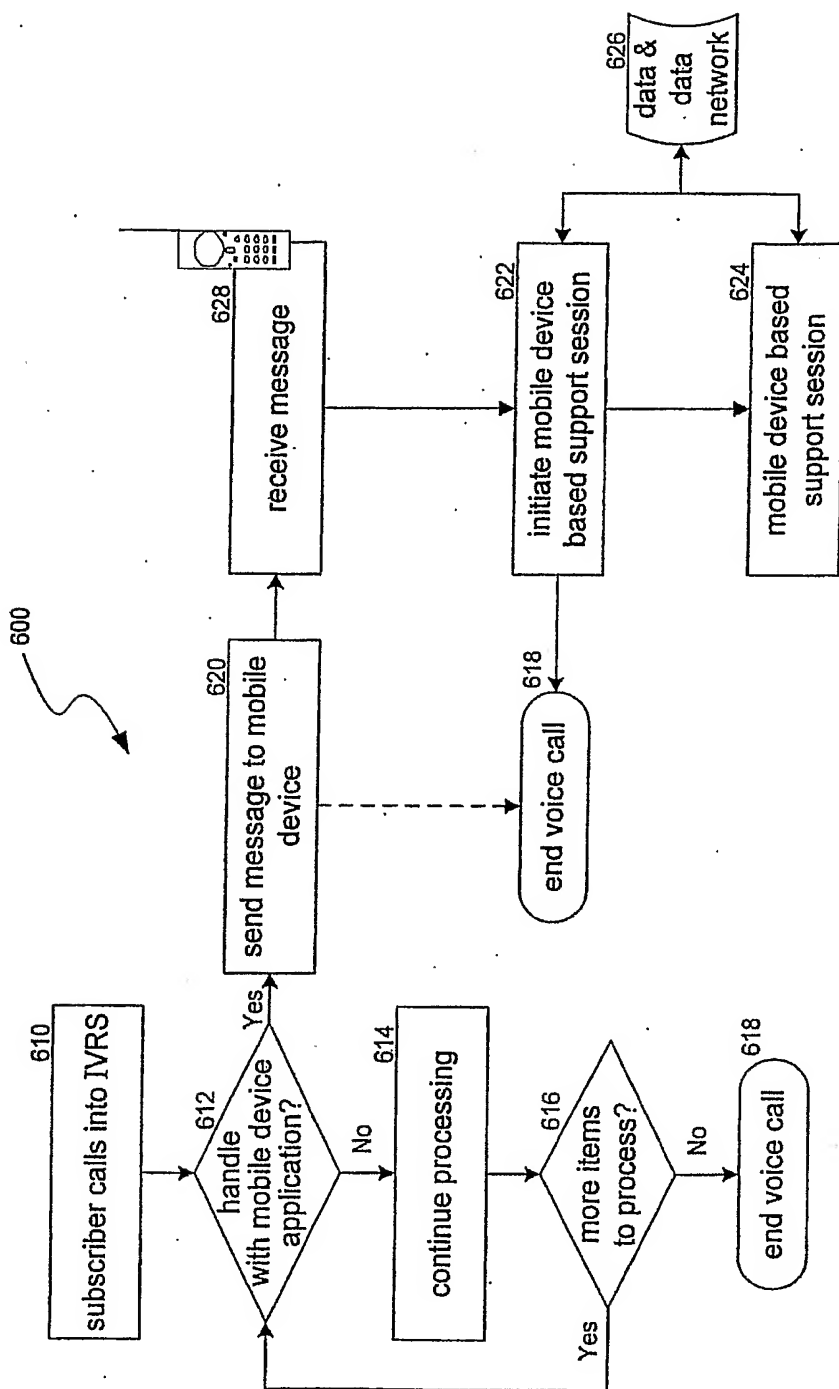 600
610
subscriber calls into IVRS
612
handle
with mobile device
application?
Yes
No
614
continue processing
616
more items
to process?
Yes
No
618
end voice call
620
send message to mobile
device
618
end voice call
628
receive message
622
initiate mobile device
based support session
624
mobile device based
support session
626
data &
data
network